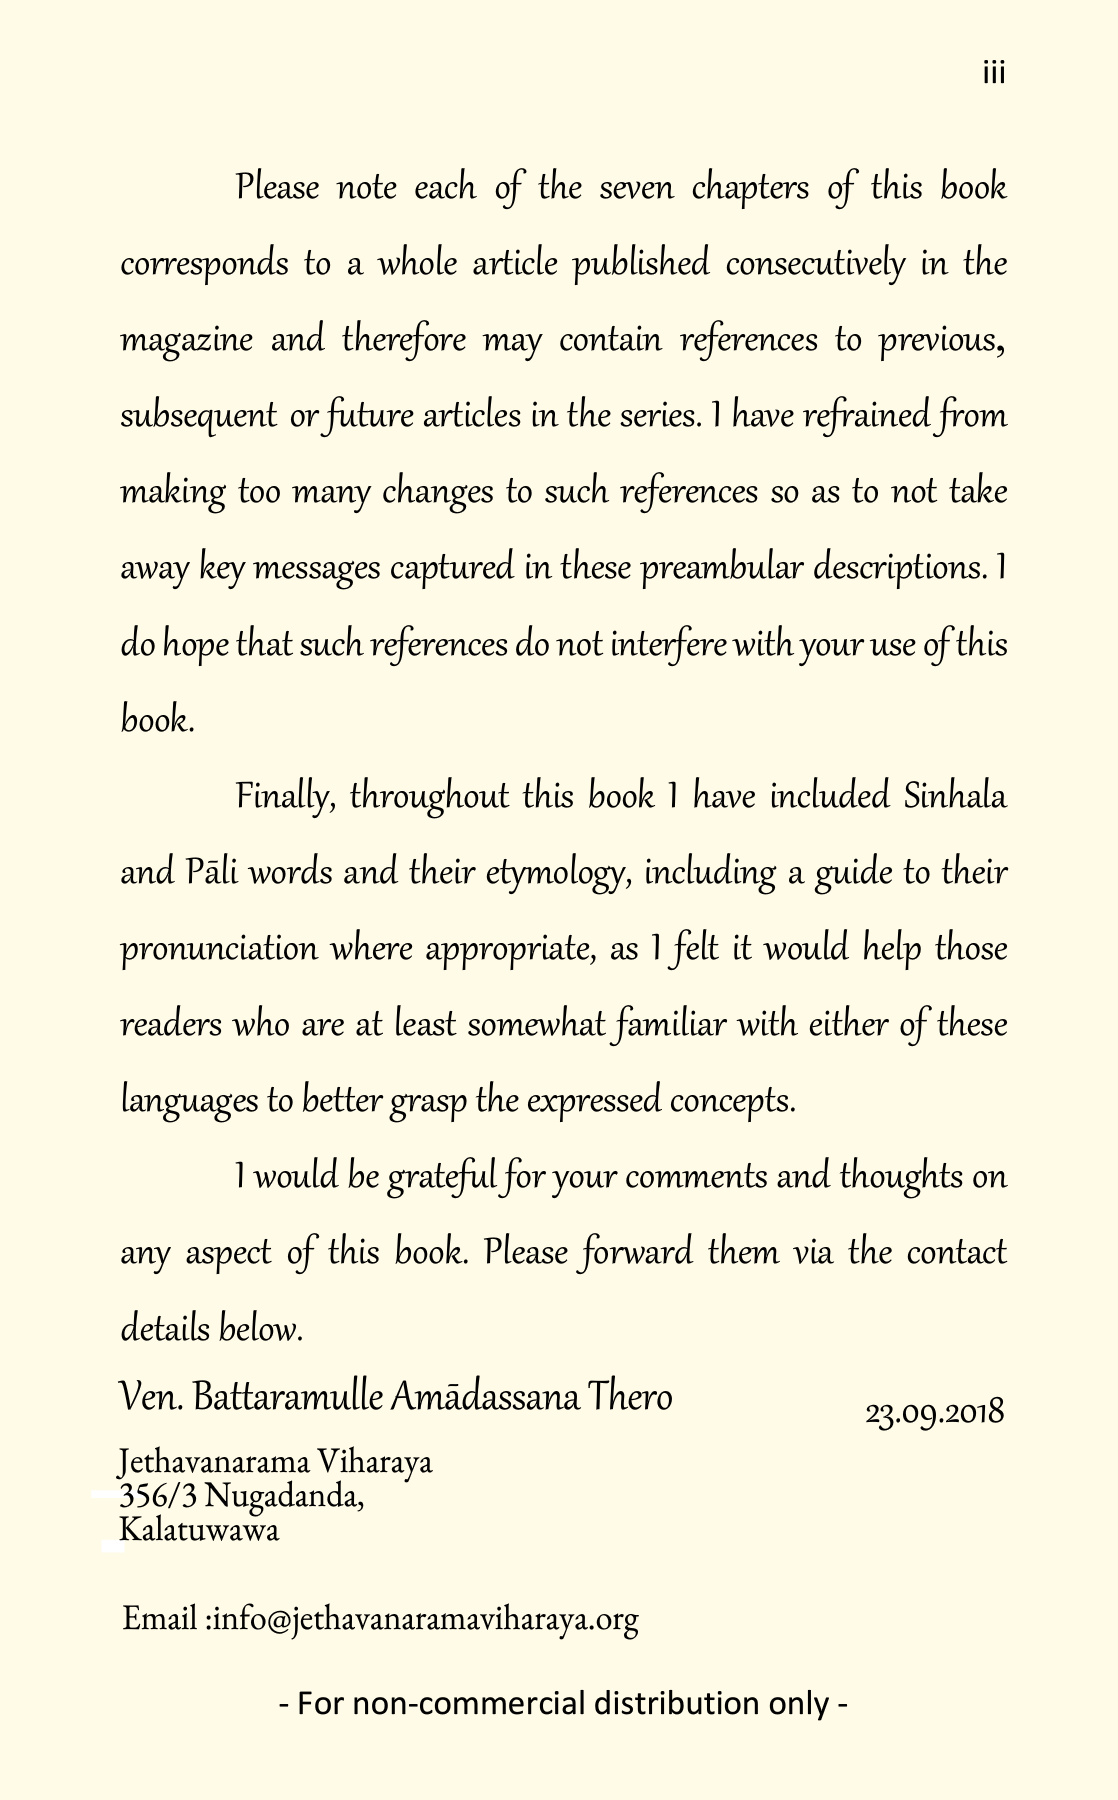 iii
Please note each of the seven chapters of this book
corresponds to a whole article published consecutively in the
magazine and therefore may contain references to previous,
subsequent or future articles in the series. I have refrained from
making too many changes to such references so as to not take
away key messages captured in these preambular descriptions. I
do hope that such references do not interfere with your use of this
book.
Finally, throughout this book I have included Sinhala
and Pāli words and their etymology, including a guide to their
pronunciation where appropriate, as I felt it would help those
readers who are at least somewhat familiar with either of these
languages to better grasp the expressed concepts.
I would be grateful for your comments and thoughts on
any aspect of this book. Please forward them via the contact
details below.
Ven. Battaramulle Amādassana Thero
23.09.2018
Jethavanarama Viharaya
356/3 Nugadanda,
Kalatuwawa
Email :info@jethavanaramaviharaya.org
- For non-commercial distribution only -